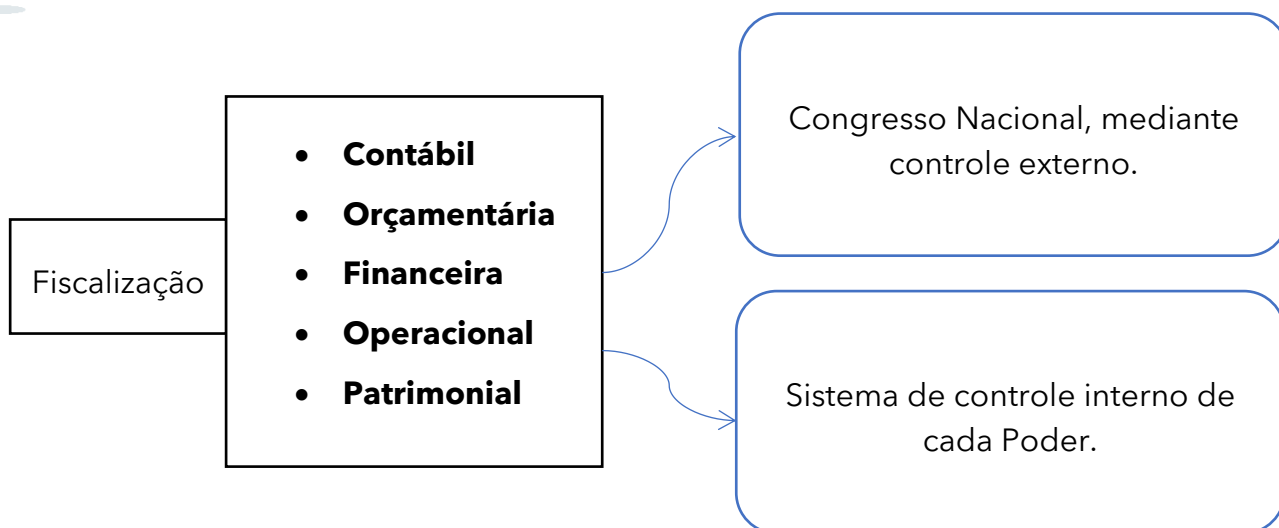 Fiscalização
• Contábil
• Orçamentária
• Financeira
• Operacional
• Patrimonial
Congresso Nacional, mediante
controle externo.
Sistema de controle interno de
cada Poder.